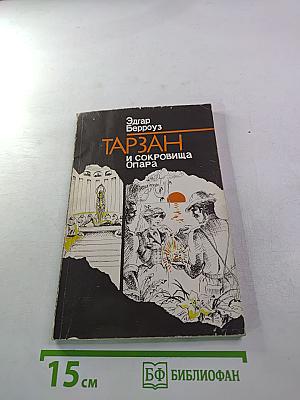 Эдгар
Берроуз
ТАРЗАН
И СОКРОВИЩА
ОПАРА
15 см
БФ БИБЛИОФАН